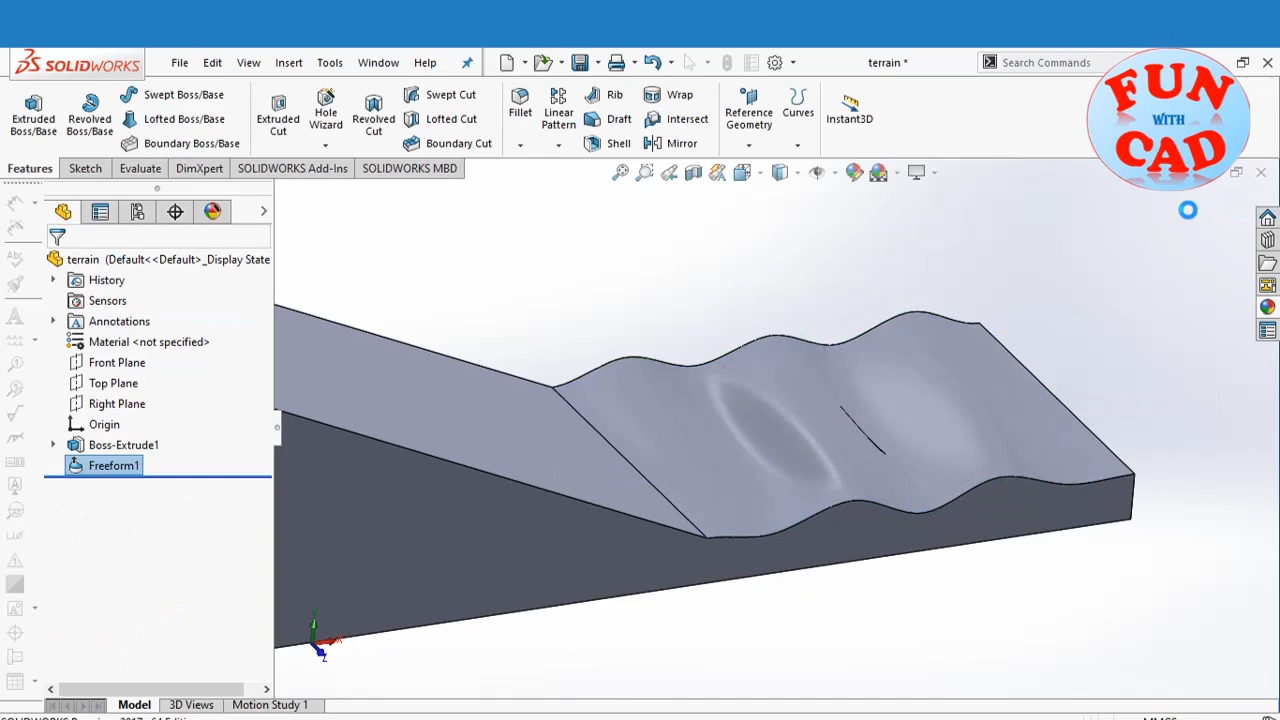 SOLIDWORKS File Edit View Insert Tools Window Help terrain * Search Commands
FUN WITH CAD
Extruded Boss/Base
Revolved Boss/Base
Swept Boss/Base
Lofted Boss/Base
Boundary Boss/Base
Extruded Cut
Hole Wizard
Revolved Cut
Swept Cut
Lofted Cut
Boundary Cut
Fillet
Linear Pattern
Rib
Draft
Shell
Wrap
Intersect
Mirror
Reference Geometry
Curves
Instant3D
Features Sketch Evaluate DimXpert SOLIDWORKS Add-Ins SOLIDWORKS MBD
terrain (Default<<Default>_Display State
History
Sensors
Annotations
Material <not specified>
Front Plane
Top Plane
Right Plane
Origin
Boss-Extrude1
Freeform1
Model 3D Views Motion Study 1